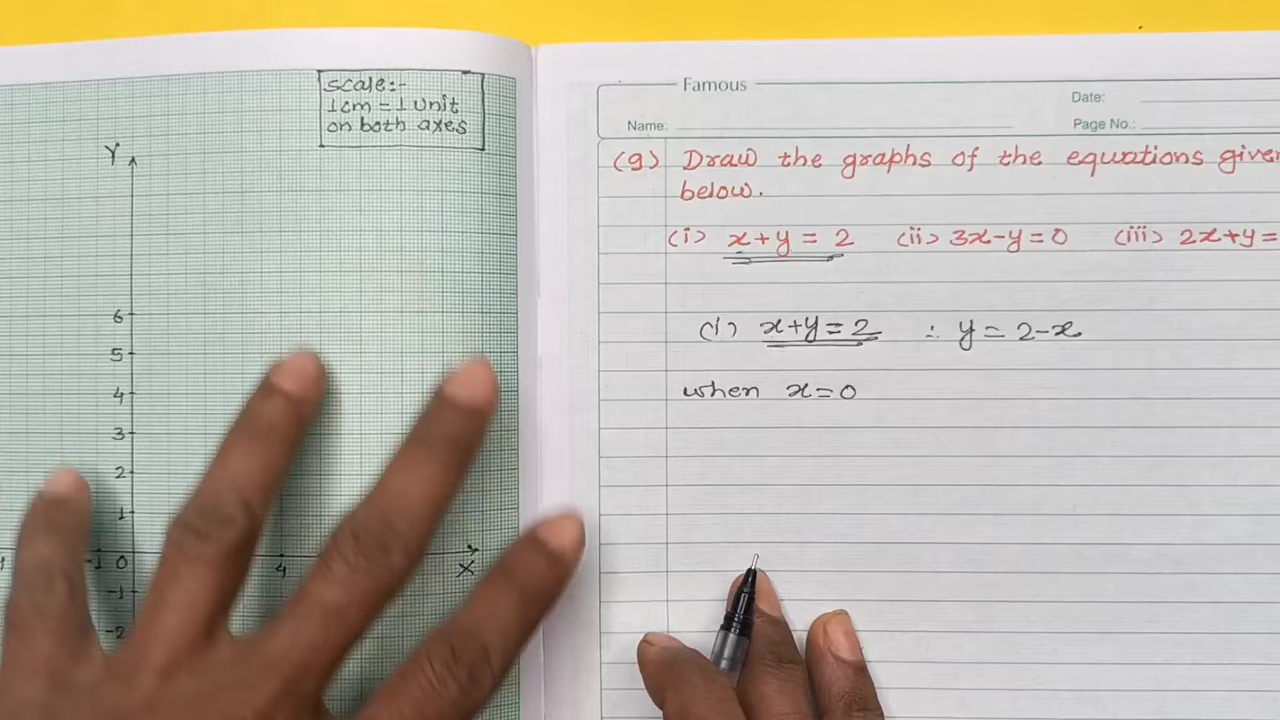 scale:-
1cm = 1 unit
on both axes
Y
6
5
4
3
2
1
-1 0 4 X
-1
-2
Famous
Date:
Name: Page No.:
(9) Draw the graphs of the equations given
below.
(i) x+y = 2 (ii) 3x-y=0 (iii) 2x+y=
(i) x+y=2 ∴ y = 2-x
when x=0